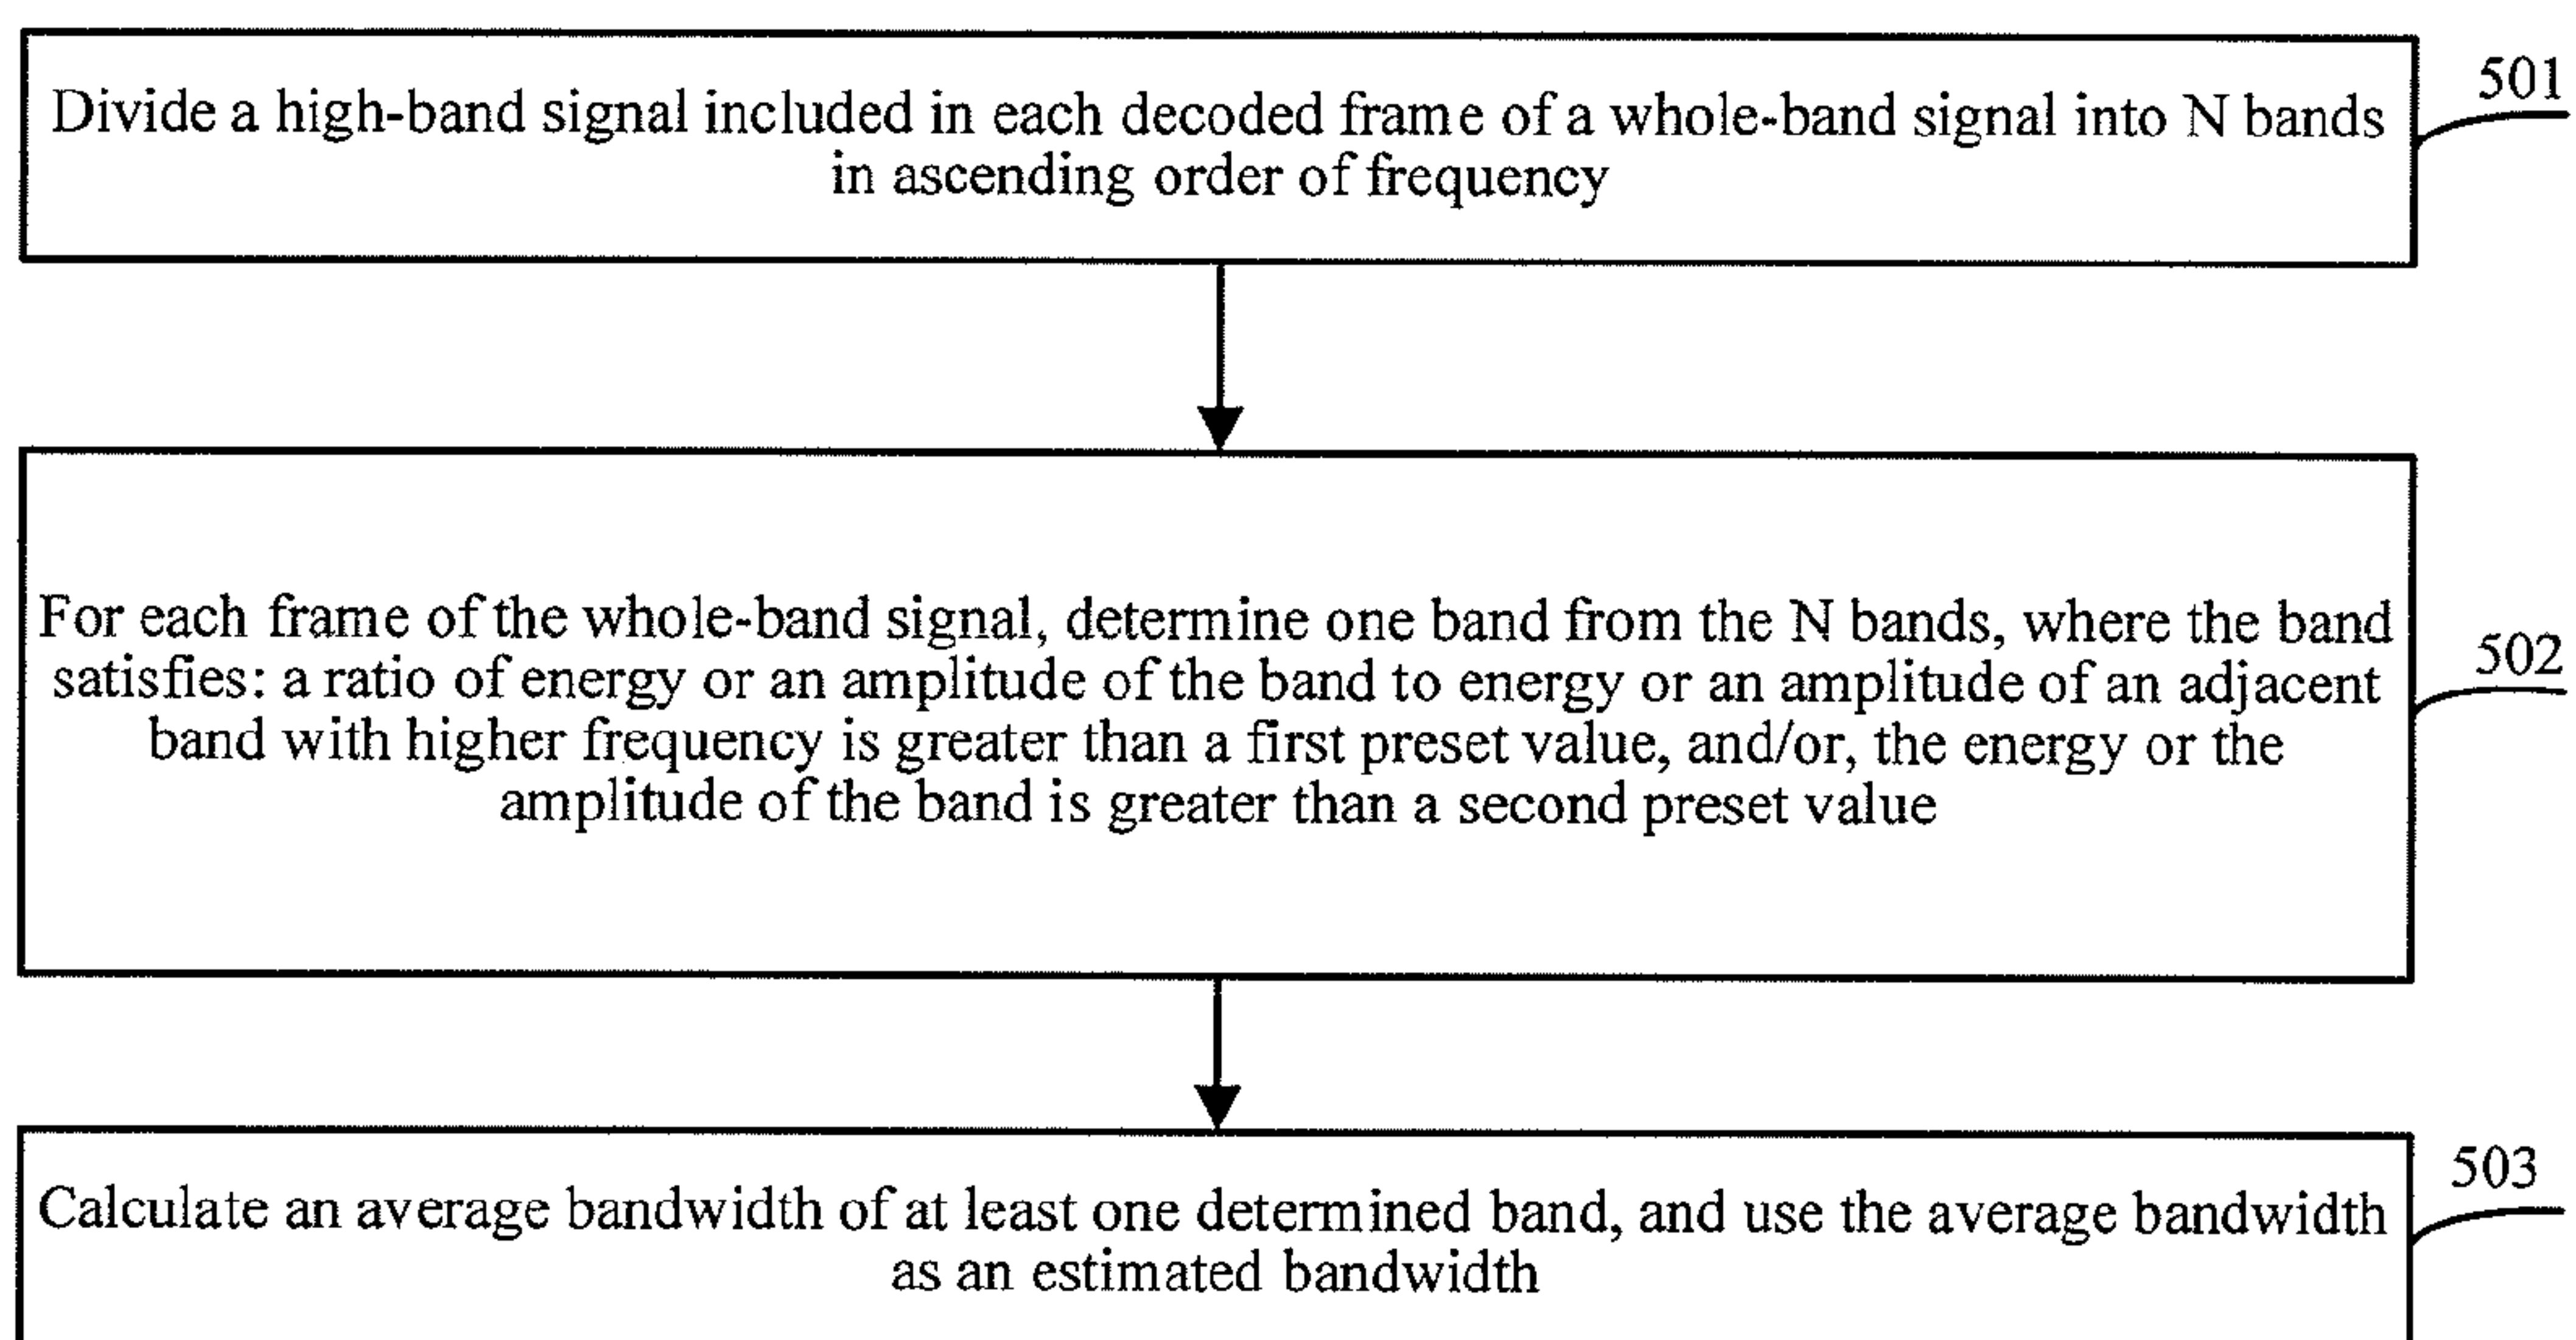 501
Divide a high-band signal included in each decoded frame of a whole-band signal into N bands
in ascending order of frequency
For each frame of the whole-band signal, determine one band from the N bands, where the band
satisfies: a ratio of energy or an amplitude of the band to energy or an amplitude of an adjacent
band with higher frequency is greater than a first preset value, and/or, the energy or the
amplitude of the band is greater than a second preset value
502
503
Calculate an average bandwidth of at least one determined band, and use the average bandwidth
as an estimated bandwidth